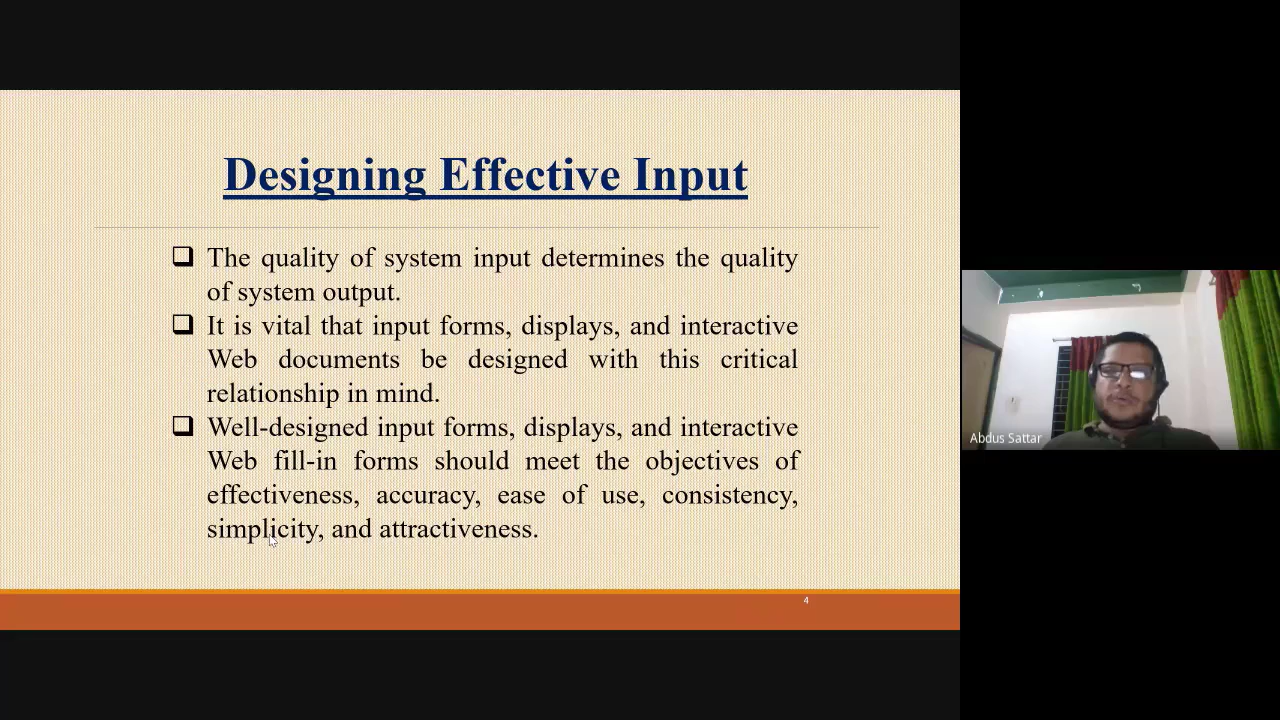 Designing Effective Input
❑ The quality of system input determines the quality
of system output.
❑ It is vital that input forms, displays, and interactive
Web documents be designed with this critical
relationship in mind.
❑ Well-designed input forms, displays, and interactive
Web fill-in forms should meet the objectives of
effectiveness, accuracy, ease of use, consistency,
simplicity, and attractiveness.
4
Abdus Sattar